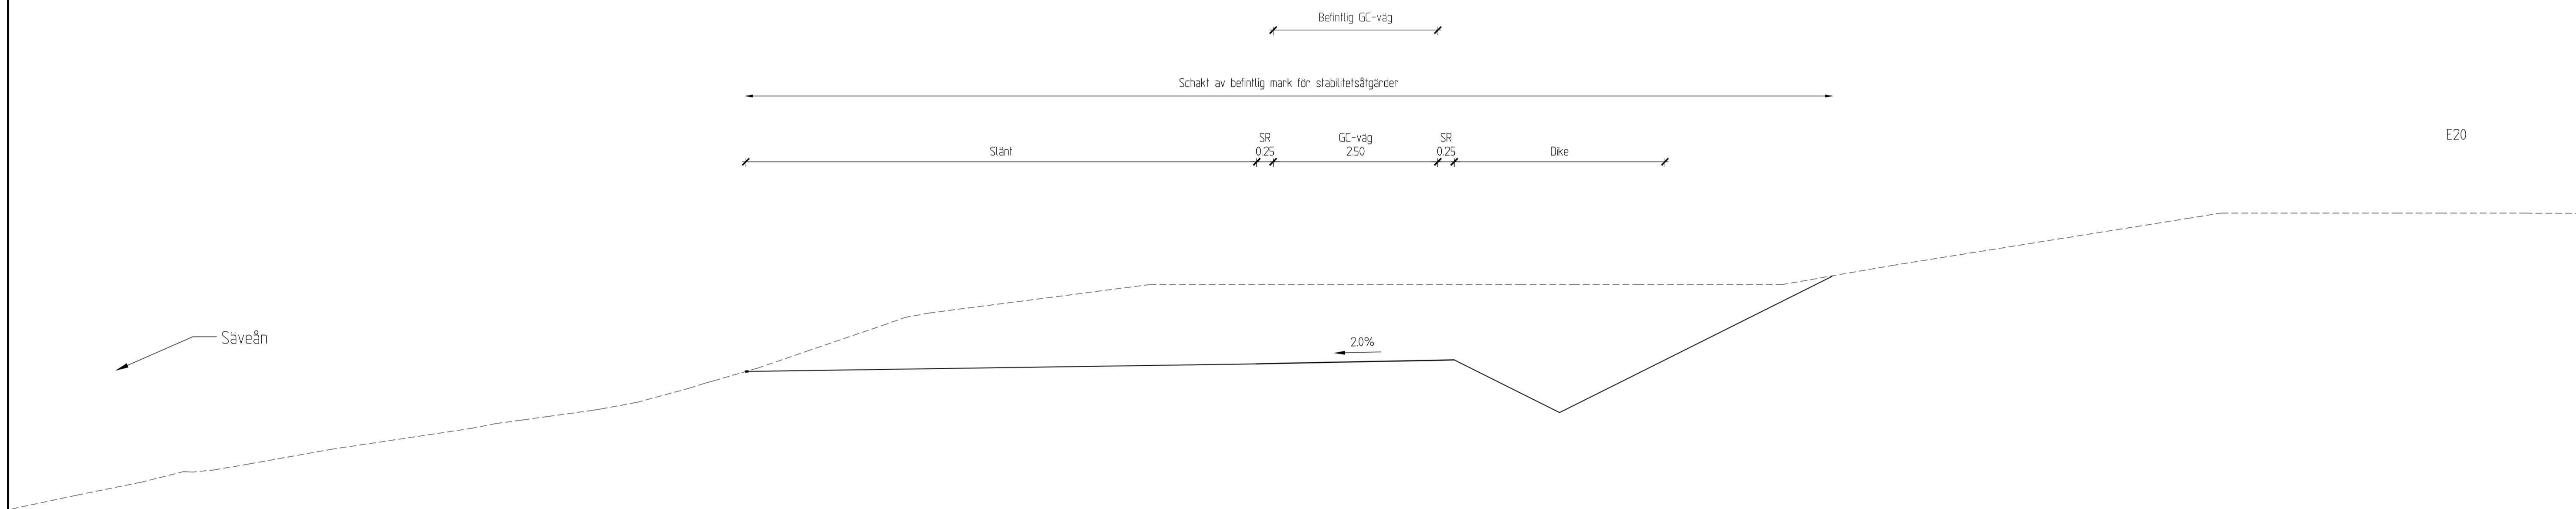 Befintlig GC-väg
Schakt av befintlig mark för stabilitetsåtgärder
E20
SR
GC-väg
SR
Slänt
0.25
2.50
0.25
Dike
Säveån
2.0%